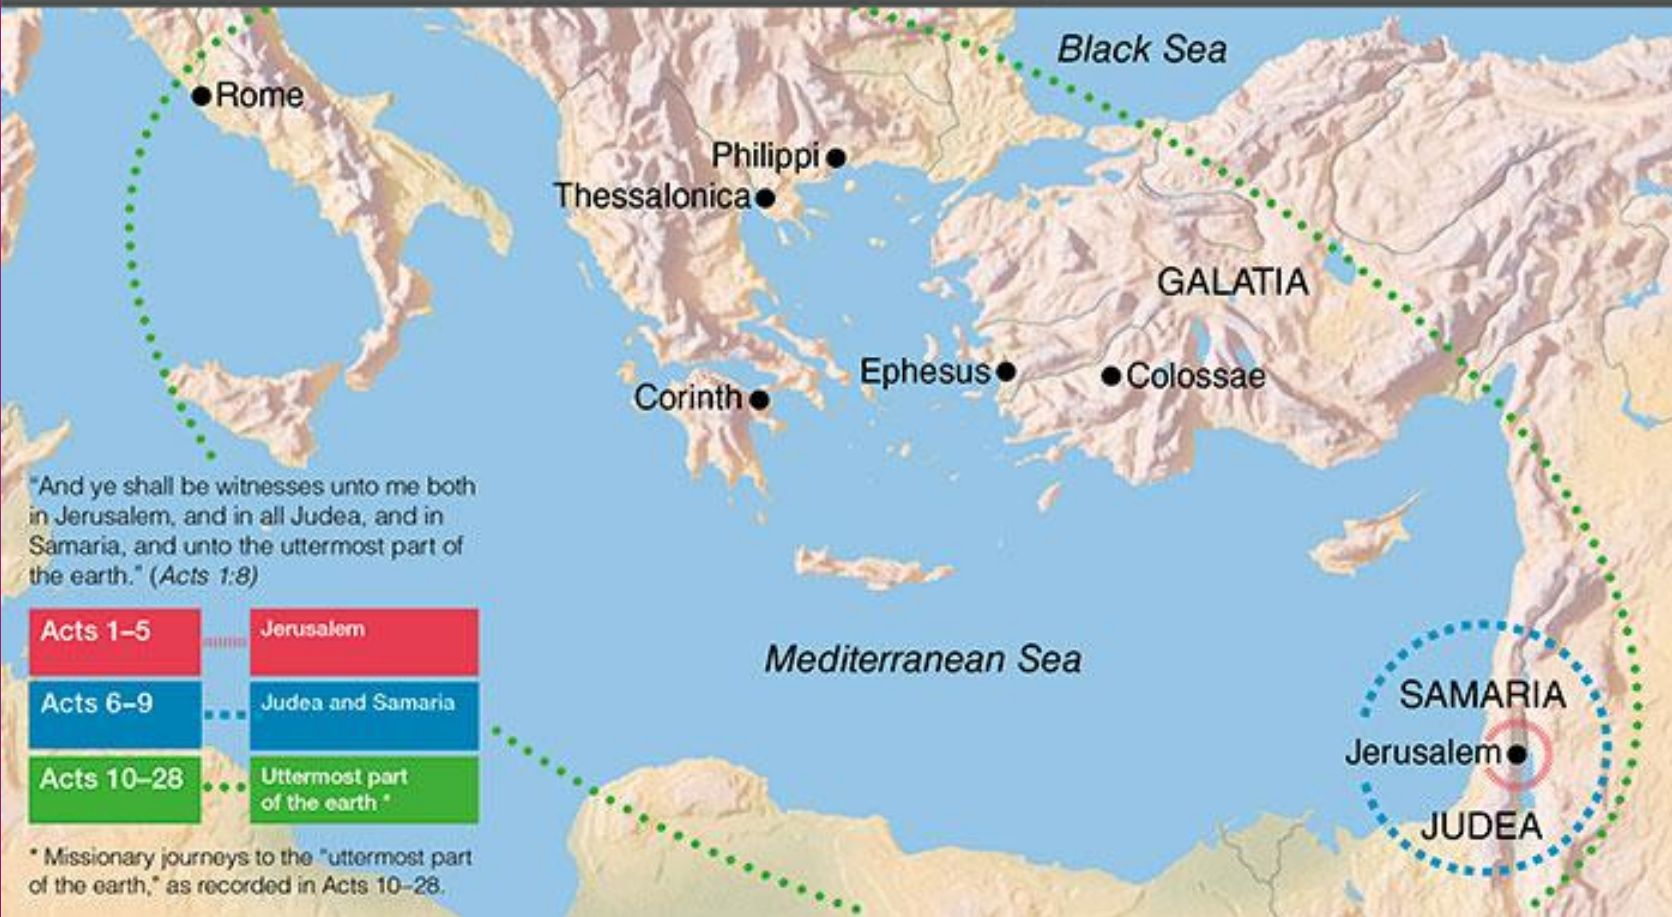 Black Sea
Rome
Philippi
Thessalonica
GALATIA
Ephesus
Colossae
Corinth
"And ye shall be witnesses unto me both
in Jerusalem, and in all Judea, and in
Samaria, and unto the uttermost part of
the earth." (Acts 1:8)
Acts 1–5
Jerusalem
Acts 6–9
Judea and Samaria
Acts 10–28
Uttermost part
of the earth *
* Missionary journeys to the "uttermost part
of the earth," as recorded in Acts 10–28.
Mediterranean Sea
SAMARIA
Jerusalem
JUDEA